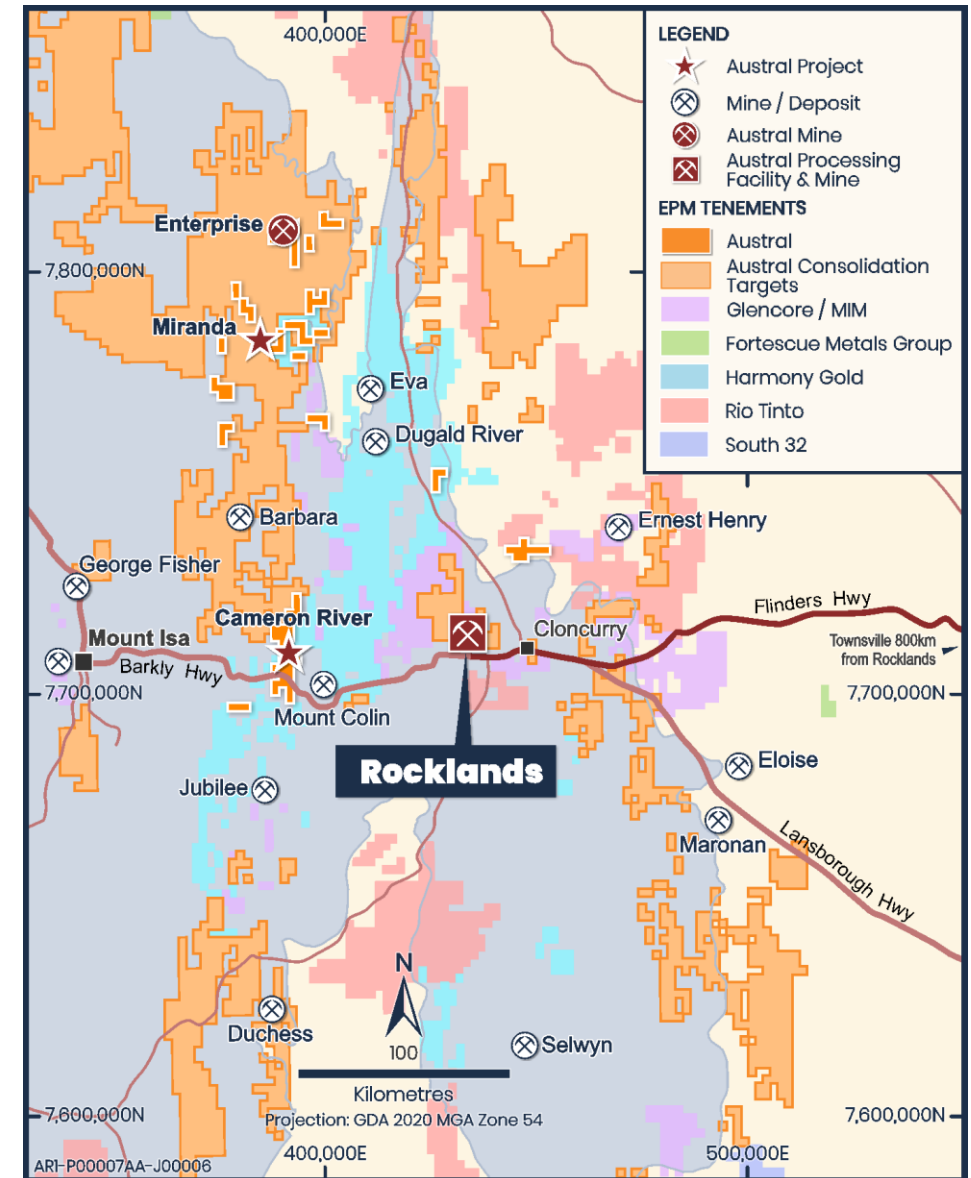 400,000E
LEGEND
Austral Project
Mine / Deposit
Austral Mine
Austral Processing
Facility & Mine
EPM TENEMENTS
Austral
Austral Consolidation
Targets
Glencore / MIM
Fortescue Metals Group
Harmony Gold
Rio Tinto
South 32
Enterprise
7,800,000N
Miranda
Eva
Dugald River
Barbara
Ernest Henry
George Fisher
Cameron River
Flinders Hwy
Mount Isa
Cloncurry
Townsville 800km
from Rocklands
Barkly Hwy
7,700,000N
7,700,000N
Mount Colin
Rocklands
Eloise
Jubilee
Maronan
Lansborough Hwy
N
Duchess
100
Selwyn
Kilometres
7,600,000N
Projection: GDA 2020 MGA Zone 54
7,600,000N
400,000E
500,000E
AR1-P00007AA-J00006